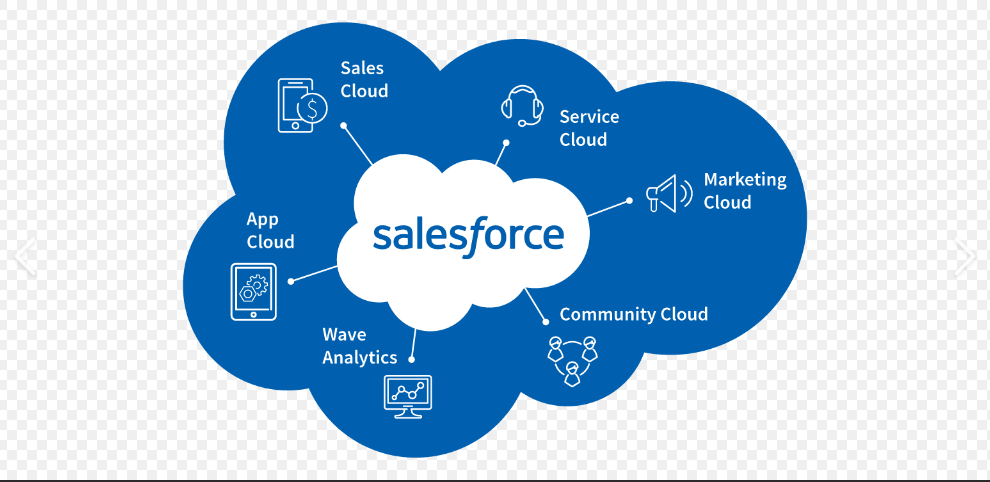 Sales
Cloud
Service
Cloud
Marketing
Cloud
App
Cloud
salesforce
Community Cloud
Wave
Analytics
$